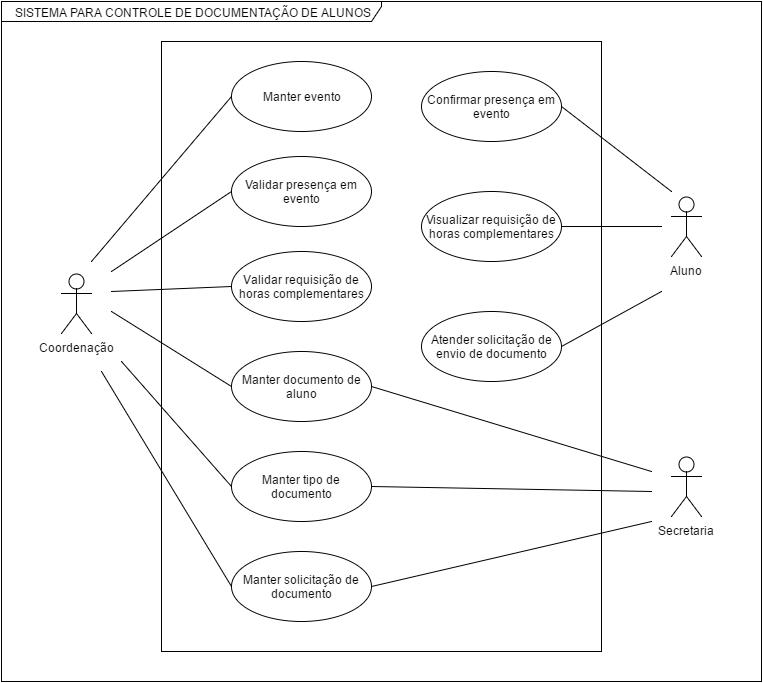 SISTEMA PARA CONTROLE DE DOCUMENTAÇÃO DE ALUNOS
Manter evento
Confirmar presença em
evento
Validar presença em
evento
Visualizar requisição de
horas complementares
Aluno
Validar requisição de
horas complementares
Coordenação
Atender solicitação de
envio de documento
Manter documento de
aluno
Manter tipo de
documento
Secretaria
Manter solicitação de
documento